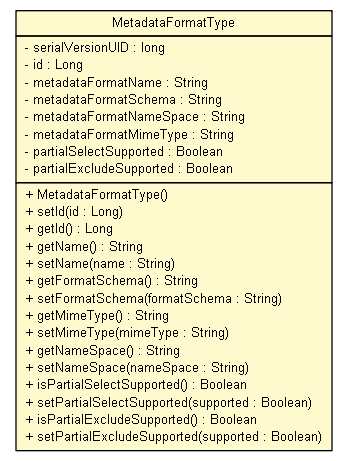 MetadataFormatType
- serialVersionUID : long
- id : Long
- metadataFormatName : String
- metadataFormatSchema : String
- metadataFormatNameSpace : String
- metadataFormatMimeType : String
- partialSelectSupported : Boolean
- partialExcludeSupported : Boolean
+ MetadataFormatType()
+ setId(id : Long)
+ getId() : Long
+ getName() : String
+ setName(name : String)
+ getFormatSchema() : String
+ setFormatSchema(formatSchema : String)
+ getMimeType() : String
+ setMimeType(mimeType : String)
+ getNameSpace() : String
+ setNameSpace(nameSpace : String)
+ isPartialSelectSupported() : Boolean
+ setPartialSelectSupported(supported : Boolean)
+ isPartialExcludeSupported() : Boolean
+ setPartialExcludeSupported(supported : Boolean)